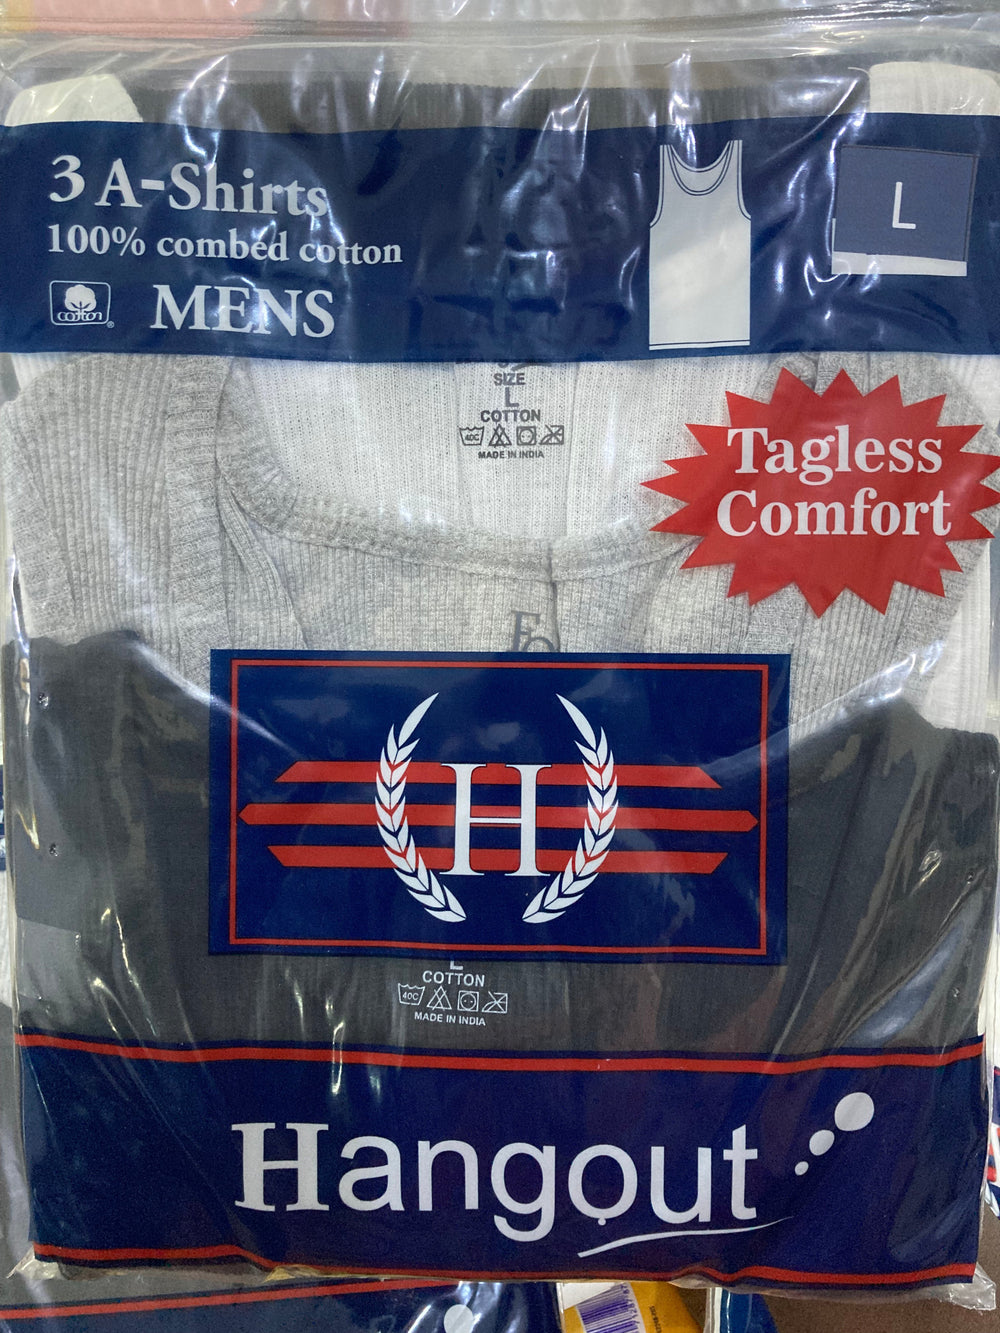 3 A-Shirts
100% combed cotton
cotton®
MENS
L
SIZE
L
COTTON
40C
MADE IN INDIA
Tagless
Comfort
H
L
COTTON
40C
MADE IN INDIA
Hangout